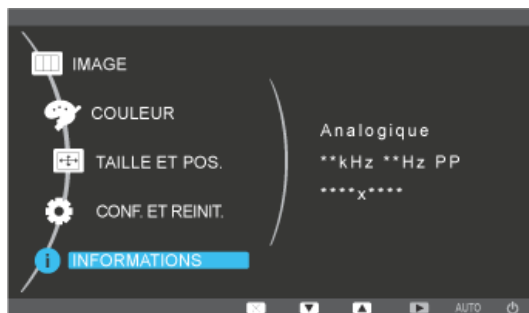 IMAGE
COULEUR
TAILLE ET POS.
CONF. ET REINIT.
INFORMATIONS
Analogique
**kHz **Hz PP
****x****
AUTO